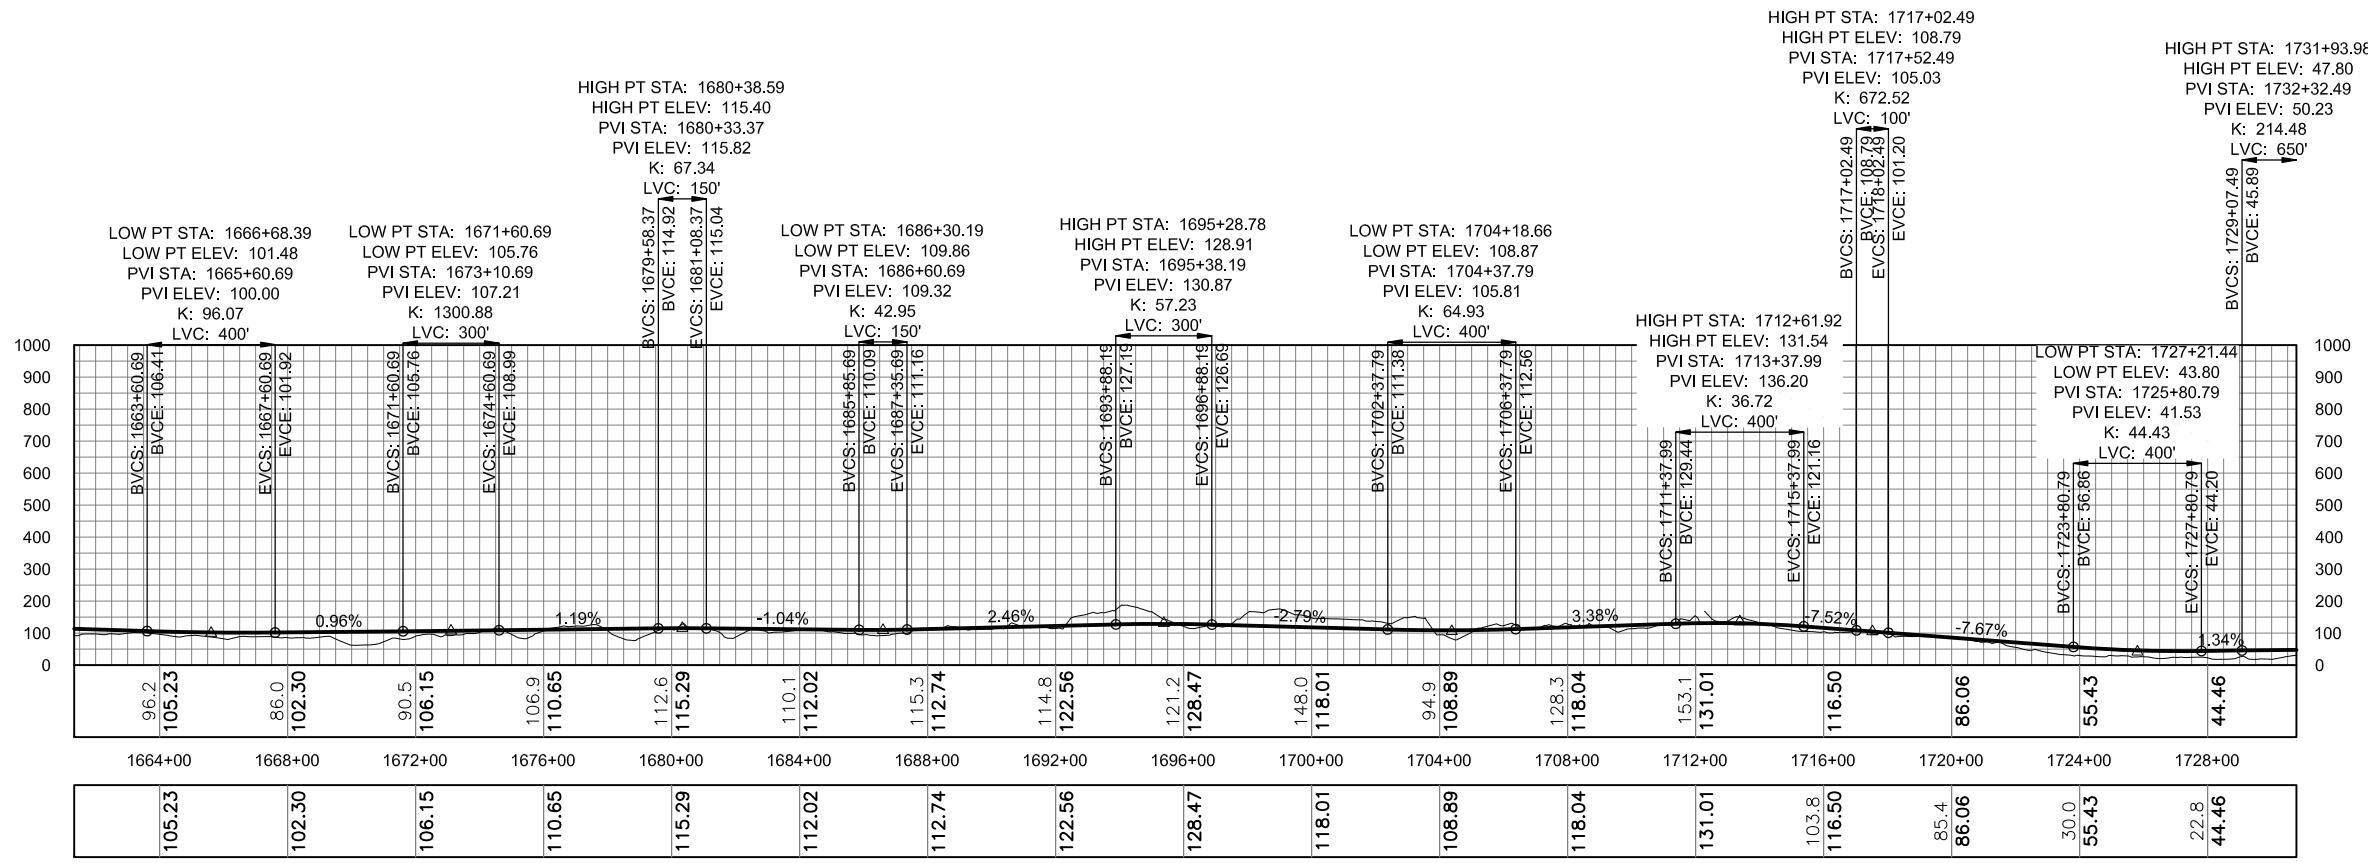 HIGH PT STA: 1717+02.49
HIGH PT ELEV: 108.79
PVI STA: 1717+52.49
PVI ELEV: 105.03
K: 672.52
LVC: 100'
BVCS: 1717+02.49
BVCE: 108.79
EVCS: 1718+02.49
EVCE: 101.20
HIGH PT STA: 1731+93.98
HIGH PT ELEV: 47.80
PVI STA: 1732+32.49
PVI ELEV: 50.23
K: 214.48
LVC: 650'
BVCS: 1729+07.49
BVCE: 45.89
HIGH PT STA: 1680+38.59
HIGH PT ELEV: 115.40
PVI STA: 1680+33.37
PVI ELEV: 115.82
K: 67.34
LVC: 150'
BVCS: 1679+58.37
BVCE: 114.92
EVCS: 1681+08.37
EVCE: 115.04
LOW PT STA: 1666+68.39
LOW PT ELEV: 101.48
PVI STA: 1665+60.69
PVI ELEV: 100.00
K: 96.07
LVC: 400'
BVCS: 1663+60.69
BVCE: 106.41
EVCS: 1667+60.69
EVCE: 101.92
LOW PT STA: 1671+60.69
LOW PT ELEV: 105.76
PVI STA: 1673+10.69
PVI ELEV: 107.21
K: 1300.88
LVC: 300'
BVCS: 1671+60.69
BVCE: 105.76
EVCS: 1674+60.69
EVCE: 108.99
LOW PT STA: 1686+30.19
LOW PT ELEV: 109.86
PVI STA: 1686+60.69
PVI ELEV: 109.32
K: 42.95
LVC: 150'
BVCS: 1685+85.69
BVCE: 110.09
EVCS: 1687+35.69
EVCE: 111.16
HIGH PT STA: 1695+28.78
HIGH PT ELEV: 128.91
PVI STA: 1695+38.19
PVI ELEV: 130.87
K: 57.23
LVC: 300'
BVCS: 1693+88.19
BVCE: 127.19
EVCS: 1696+88.19
EVCE: 126.69
LOW PT STA: 1704+18.66
LOW PT ELEV: 108.87
PVI STA: 1704+37.79
PVI ELEV: 105.81
K: 64.93
LVC: 400'
BVCS: 1702+37.79
BVCE: 111.38
EVCS: 1706+37.79
EVCE: 112.56
HIGH PT STA: 1712+61.92
HIGH PT ELEV: 131.54
PVI STA: 1713+37.99
PVI ELEV: 136.20
K: 36.72
LVC: 400'
BVCS: 1711+37.99
BVCE: 129.44
EVCS: 1715+37.99
EVCE: 121.16
LOW PT STA: 1727+21.44
LOW PT ELEV: 43.80
PVI STA: 1725+80.79
PVI ELEV: 41.53
K: 44.43
LVC: 400'
BVCS: 1723+80.79
BVCE: 56.86
EVCS: 1727+80.79
EVCE: 44.20
1000 1000
900 900
800 800
700 700
600 600
500 500
400 400
300 300
200 200
100 100
0 0
0.96% 1.19% -1.04% 2.46% -2.79% 3.38% -7.52% -7.67% 1.34%
96.2 86.0 90.5 106.9 112.6 110.1 115.3 114.8 121.2 148.0 94.9 128.3 153.1
105.23 102.30 106.15 110.65 115.29 112.02 112.74 122.56 128.47 118.01 108.89 118.04 131.01 116.50 86.06 55.43 44.46
1664+00 1668+00 1672+00 1676+00 1680+00 1684+00 1688+00 1692+00 1696+00 1700+00 1704+00 1708+00 1712+00 1716+00 1720+00 1724+00 1728+00
103.8 85.4 30.0 22.8
105.23 102.30 106.15 110.65 115.29 112.02 112.74 122.56 128.47 118.01 108.89 118.04 131.01 116.50 86.06 55.43 44.46